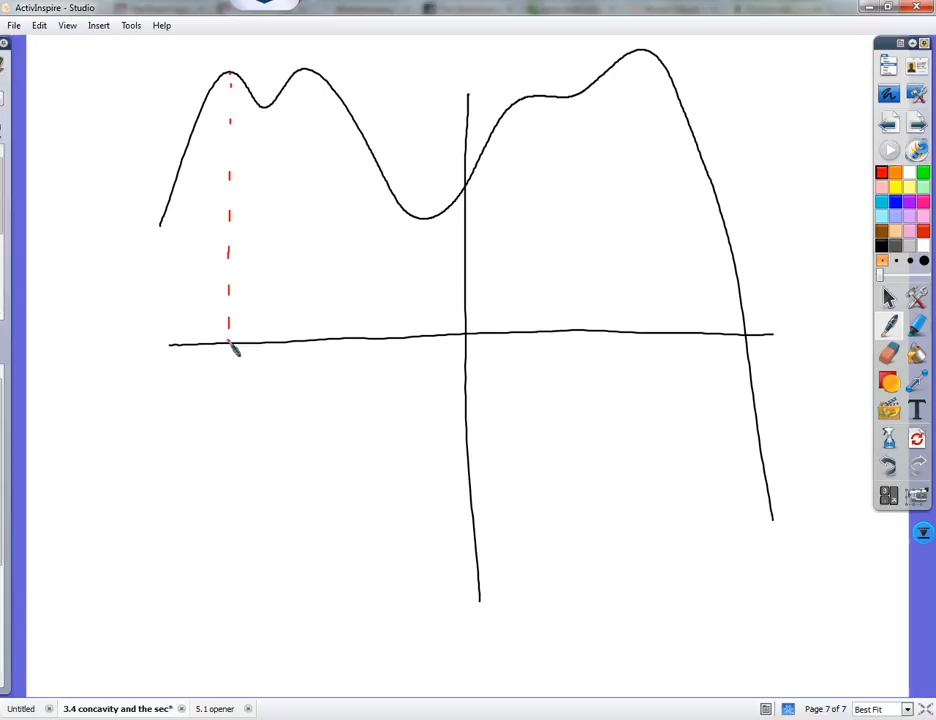 ActivInspire - Studio
File Edit View Insert Tools Help
T
Untitled 3.4 concavity and the sec* 5.1 opener Page 7 of 7 Best Fit